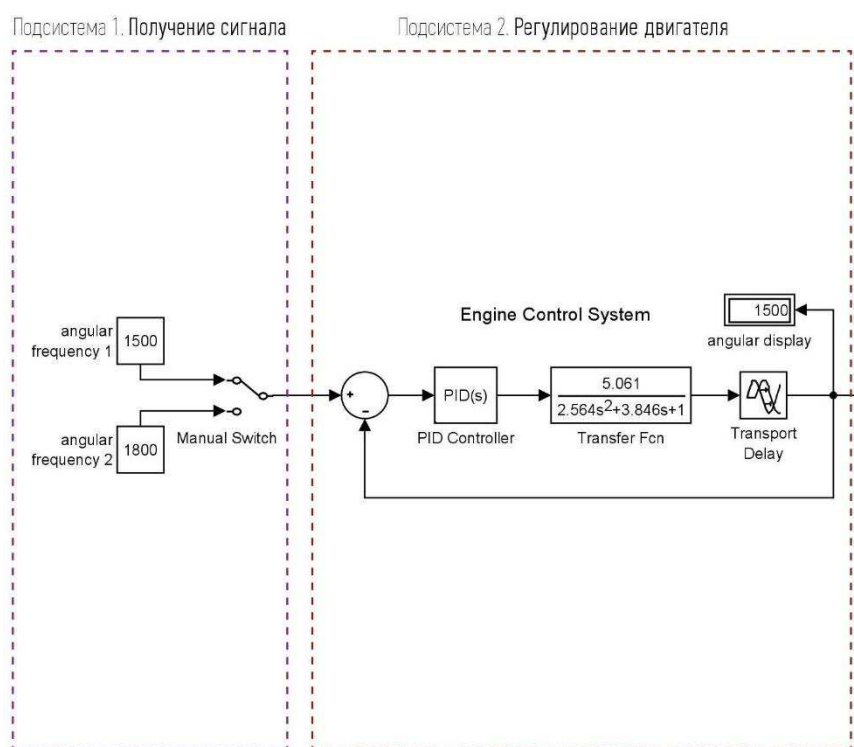 Подсистема 1. Получение сигнала
Подсистема 2. Регулирование двигателя
angular
frequency 1
1500
angular
frequency 2
1800
Manual Switch
Engine Control System
1500
angular display
+
-
PID(s)
PID Controller
5.061
2.564s²+3.846s+1
Transfer Fcn
Transport
Delay